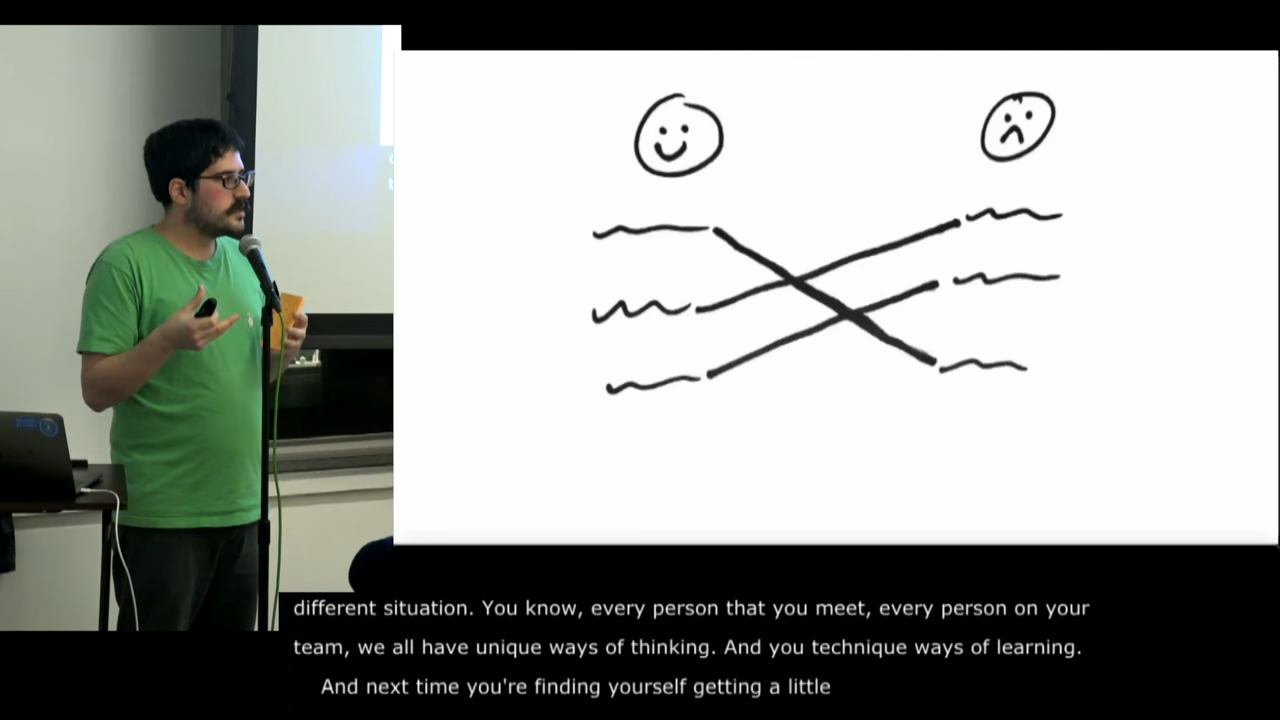 different situation. You know, every person that you meet, every person on your
team, we all have unique ways of thinking. And you technique ways of learning.
And next time you're finding yourself getting a little